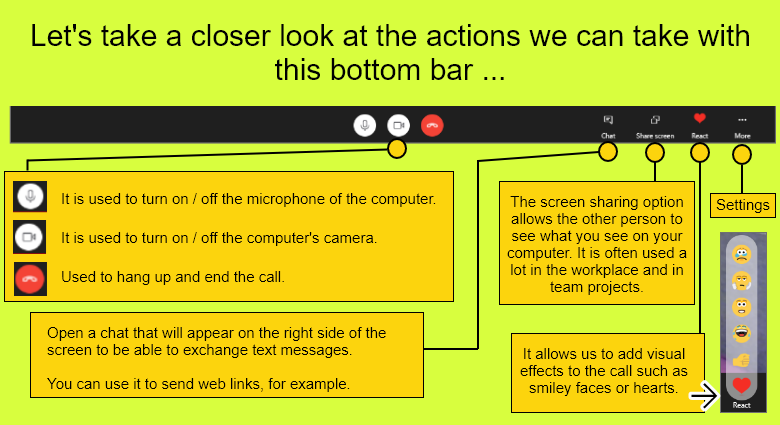 Let's take a closer look at the actions we can take with
this bottom bar ...
Chat
Share screen
React
More
It is used to turn on / off the microphone of the computer.
It is used to turn on / off the computer's camera.
Used to hang up and end the call.
The screen sharing option
allows the other person to
see what you see on your
computer. It is often used a
lot in the workplace and in
team projects.
Settings
Open a chat that will appear on the right side of the
screen to be able to exchange text messages.
You can use it to send web links, for example.
It allows us to add visual
effects to the call such as
smiley faces or hearts.
React